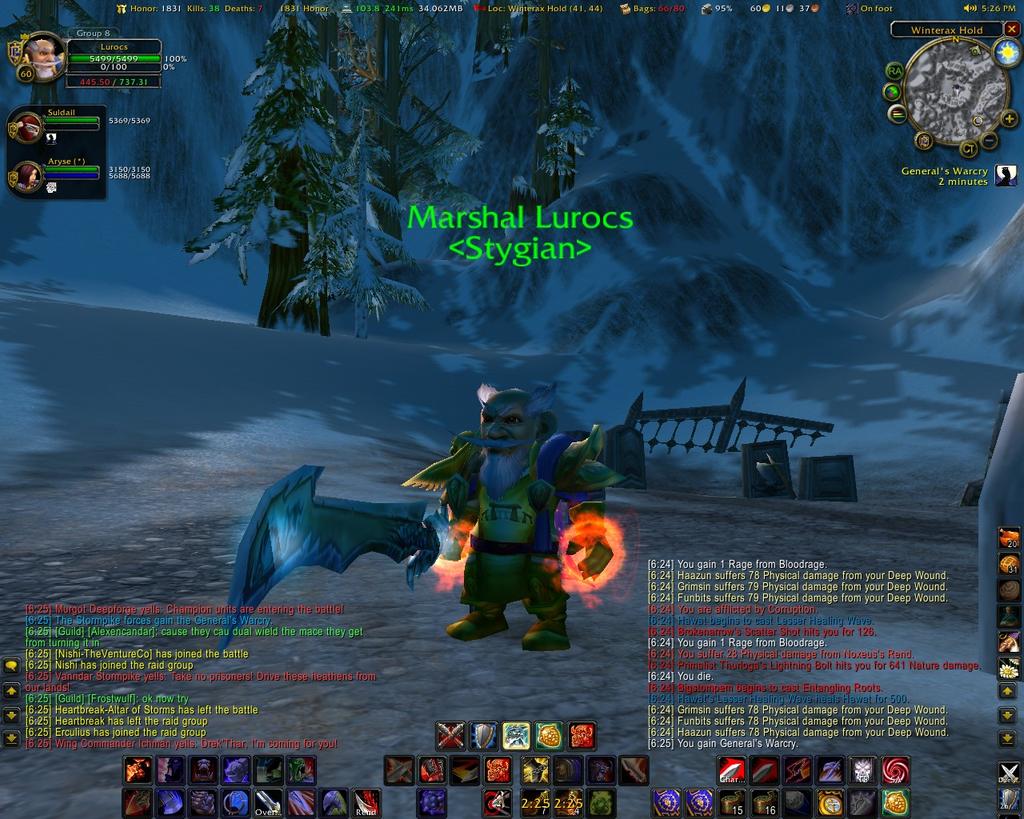 Honor: 1831 Kills: 38 Deaths: 7 1831 Honor 103.8 241ms 34.062MB Loc: Winterax Hold (41, 44) Bags: 66/80 95% 60 11 37 On foot 5:26 PM
Group 8
Lurocs
5499/5499 100%
0/100 0%
445.50 / 737.31
60
Suldail
5369/5369
Aryse (*)
3150/3150
5688/5688
Winterax Hold
N
RA
CT
General's Warcry
2 minutes
Marshal Lurocs
<Stygian>
[6:25] Murgot Deepforge yells: Champion units are entering the battle!
[6:25] The Stormpike forces gain the General's Warcry.
[6:25] [Guild] [Alexencandar]: cause they cau dual wield the mace they get
from turning it in
[6:25] [Nishi-TheVentureCo] has joined the battle
[6:25] Nishi has joined the raid group
[6:25] Vanndar Stormpike yells: Take no prisoners! Drive these heathens from
our lands!
[6:25] [Guild] [Frostwulf]: ok now try
[6:25] Heartbreak-Altar of Storms has left the battle
[6:25] Heartbreak has left the raid group
[6:25] Erculius has joined the raid group
[6:25] Wing Commander Ichman yells: Drek'Thar, I'm coming for you!
[6:24] You gain 1 Rage from Bloodrage.
[6:24] Haazun suffers 78 Physical damage from your Deep Wound.
[6:24] Grimsin suffers 79 Physical damage from your Deep Wound.
[6:24] Funbits suffers 79 Physical damage from your Deep Wound.
[6:24] You are afflicted by Corruption.
[6:24] Hawat begins to cast Lesser Healing Wave.
[6:24] Brokenarrow's Scatter Shot hits you for 126.
[6:24] You gain 1 Rage from Bloodrage.
[6:24] You suffer 28 Physical damage from Noxeus's Rend.
[6:24] Primalist Thurloga's Lightning Bolt hits you for 641 Nature damage.
[6:24] You die.
[6:24] Bigstompem begins to cast Entangling Roots.
[6:24] Hawat's Lesser Healing Wave heals Hawat for 500.
[6:24] Grimsin suffers 78 Physical damage from your Deep Wound.
[6:24] Funbits suffers 78 Physical damage from your Deep Wound.
[6:24] Haazun suffers 78 Physical damage from your Deep Wound.
[6:25] You gain General's Warcry.
20
31
Char...
Over... Rend 2:25 2:25 15 16